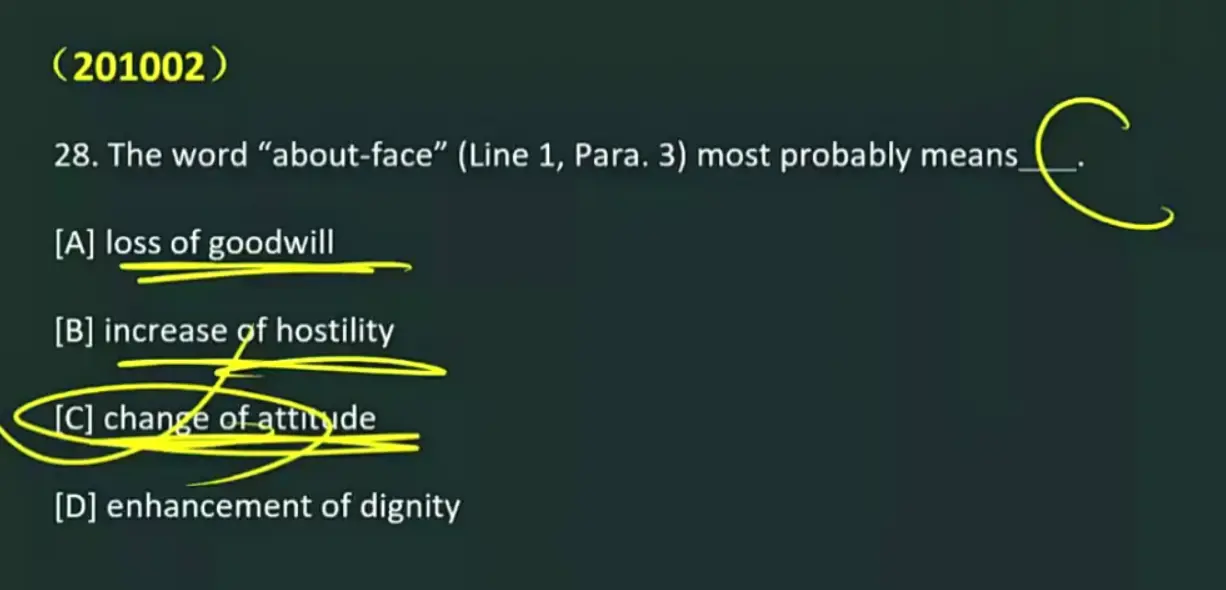 （201002）
28. The word “about-face” (Line 1, Para. 3) most probably means____.
[A] loss of goodwill
[B] increase of hostility
[C] change of attitude
[D] enhancement of dignity